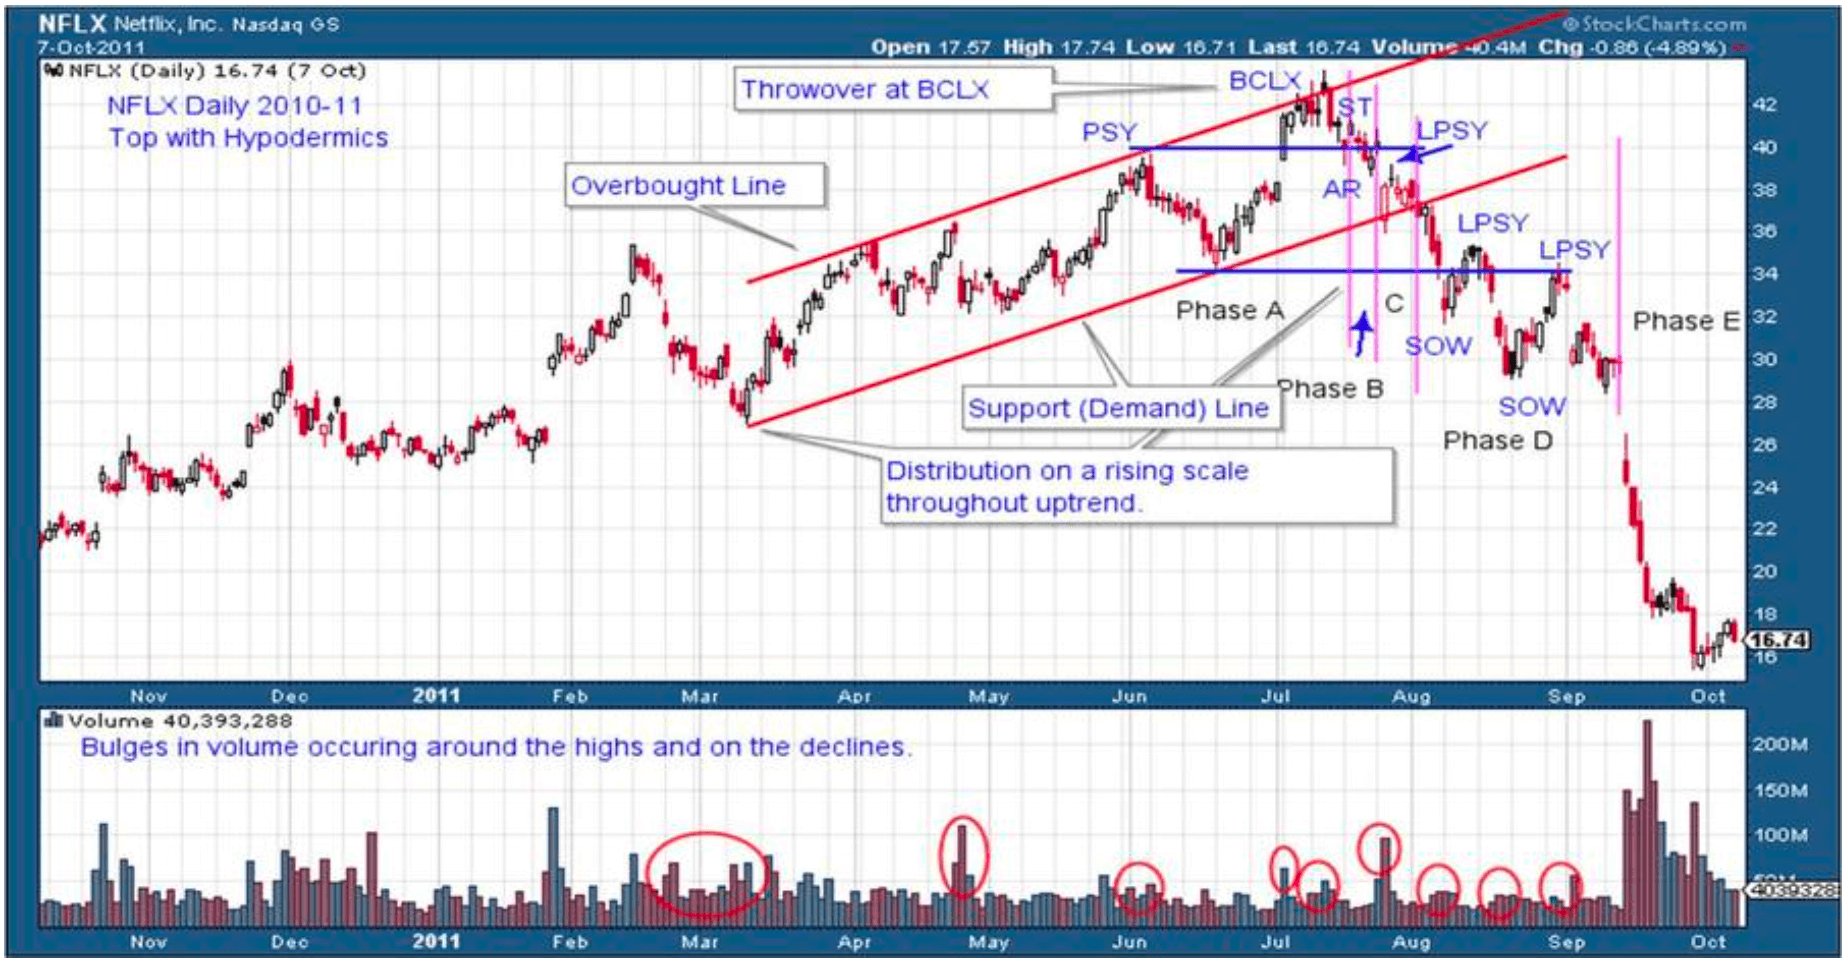 NFLX Netflix, Inc. Nasdaq GS
© StockCharts.com
7-Oct-2011
Open 17.57 High 17.74 Low 16.71 Last 16.74 Volume 40.4M Chg -0.86 (-4.89%)
NFLX (Daily) 16.74 (7 Oct)
NFLX Daily 2010-11
Top with Hypodermics
Throwover at BCLX
BCLX
ST
PSY
LPSY
Overbought Line
AR
LPSY
LPSY
Phase A
C
Phase E
SOW
Phase B
Support (Demand) Line
SOW
Phase D
Distribution on a rising scale
throughout uptrend.
42
40
38
36
34
32
30
28
26
24
22
20
18
16.74
16
Nov Dec 2011 Feb Mar Apr May Jun Jul Aug Sep Oct
Volume 40,393,288
Bulges in volume occuring around the highs and on the declines.
200M
150M
100M
40393288
Nov Dec 2011 Feb Mar Apr May Jun Jul Aug Sep Oct